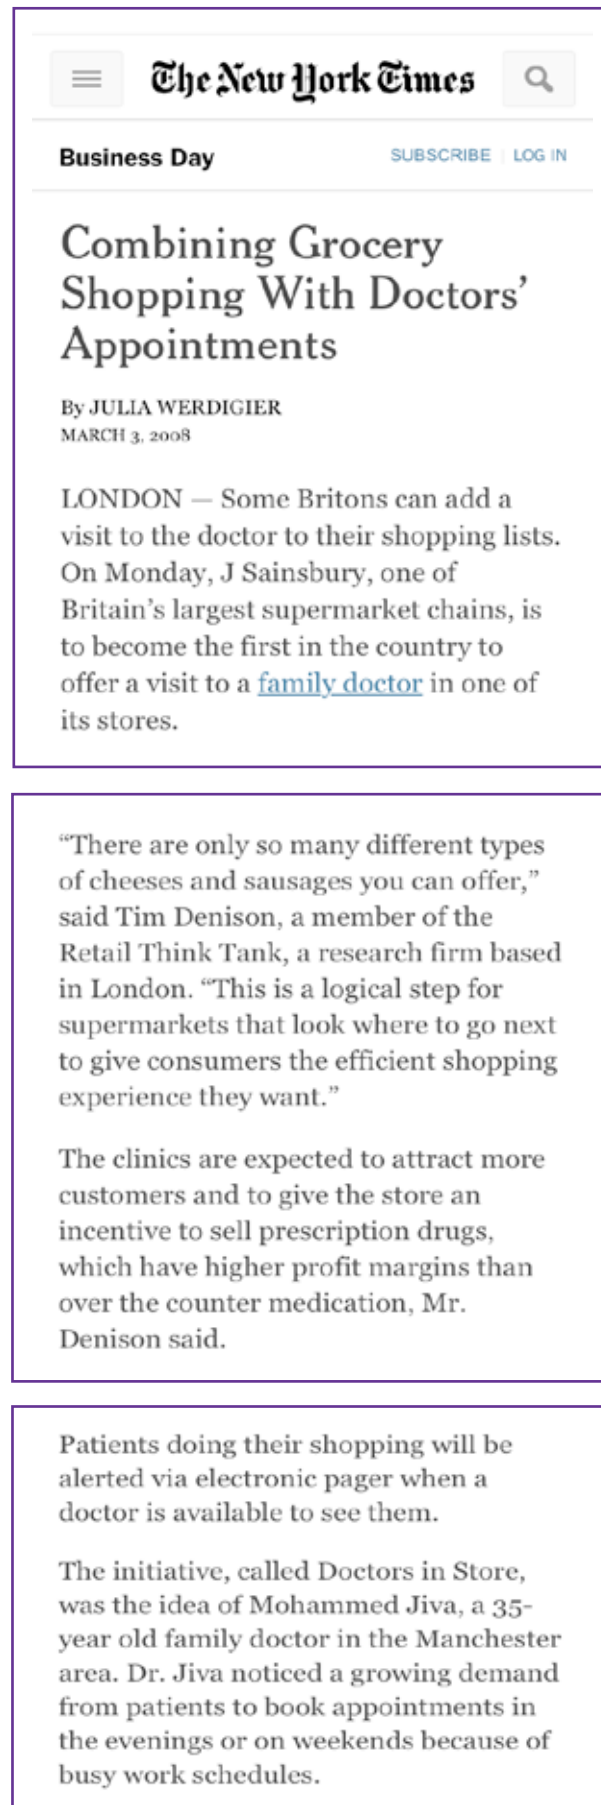 The New York Times
Business Day
SUBSCRIBE | LOG IN
Combining Grocery
Shopping With Doctors’
Appointments
By JULIA WERDIGIER
MARCH 3, 2008
LONDON — Some Britons can add a
visit to the doctor to their shopping lists.
On Monday, J Sainsbury, one of
Britain’s largest supermarket chains, is
to become the first in the country to
offer a visit to a family doctor in one of
its stores.
“There are only so many different types
of cheeses and sausages you can offer,”
said Tim Denison, a member of the
Retail Think Tank, a research firm based
in London. “This is a logical step for
supermarkets that look where to go next
to give consumers the efficient shopping
experience they want.”
The clinics are expected to attract more
customers and to give the store an
incentive to sell prescription drugs,
which have higher profit margins than
over the counter medication, Mr.
Denison said.
Patients doing their shopping will be
alerted via electronic pager when a
doctor is available to see them.
The initiative, called Doctors in Store,
was the idea of Mohammed Jiva, a 35-
year old family doctor in the Manchester
area. Dr. Jiva noticed a growing demand
from patients to book appointments in
the evenings or on weekends because of
busy work schedules.